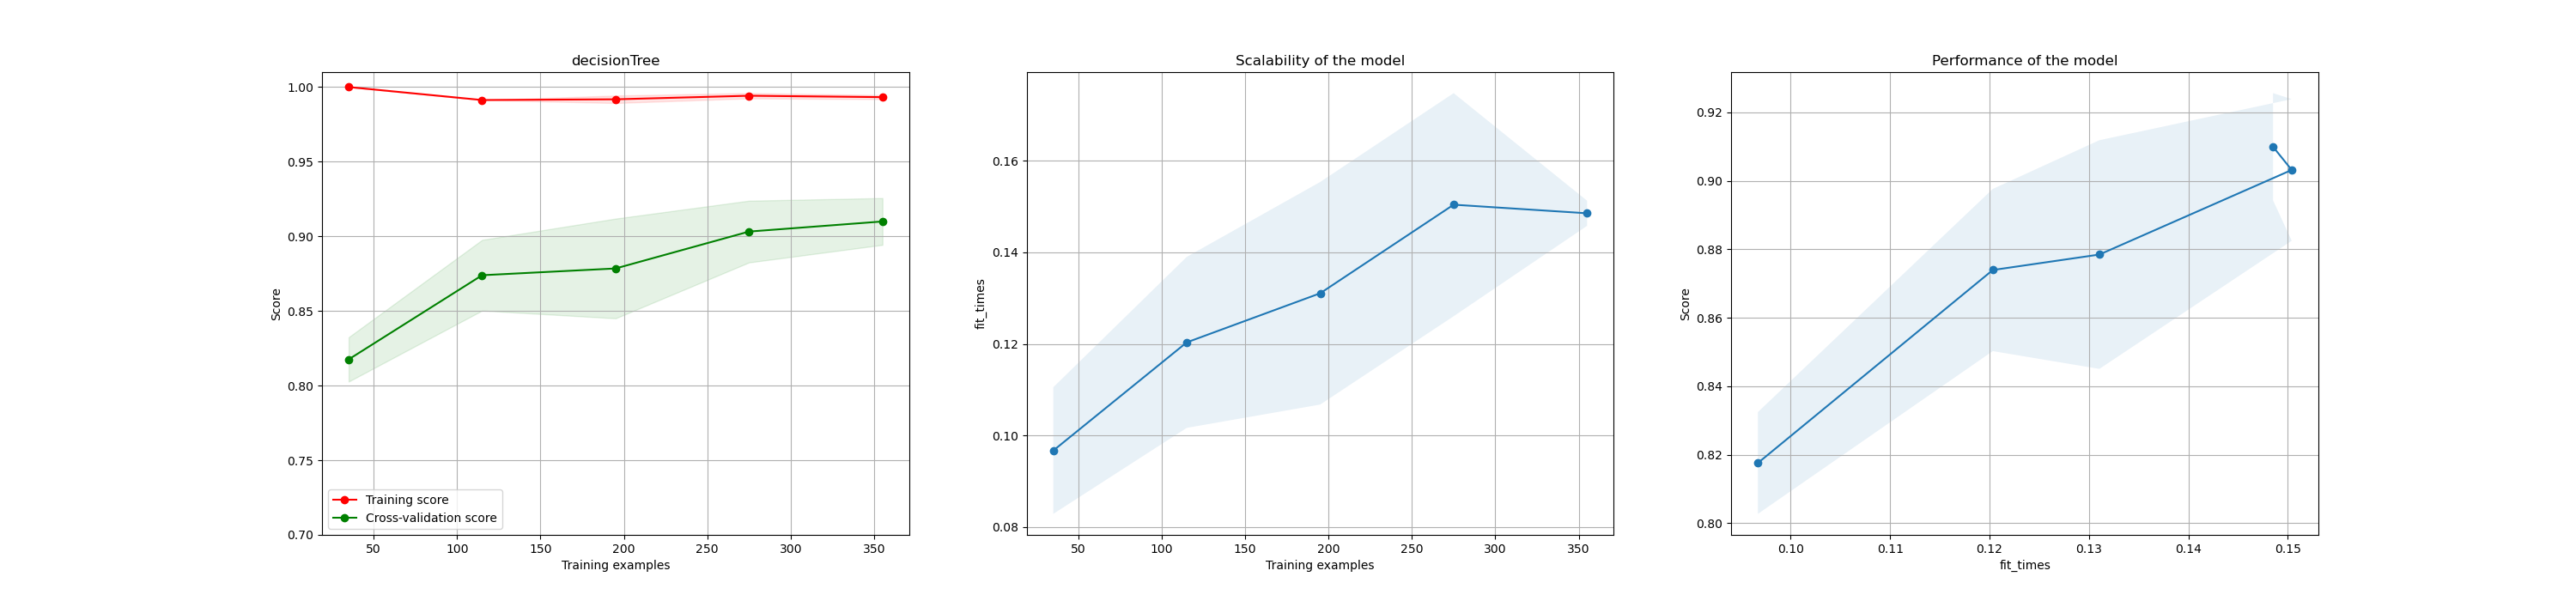 decisionTree
1.00
0.95
0.90
0.85
0.80
0.75
0.70
Score
Training score
Cross-validation score
50 100 150 200 250 300 350
Training examples
Scalability of the model
0.16
0.14
0.12
0.10
0.08
fit_times
50 100 150 200 250 300 350
Training examples
Performance of the model
0.92
0.90
0.88
0.86
0.84
0.82
0.80
Score
0.10 0.11 0.12 0.13 0.14 0.15
fit_times